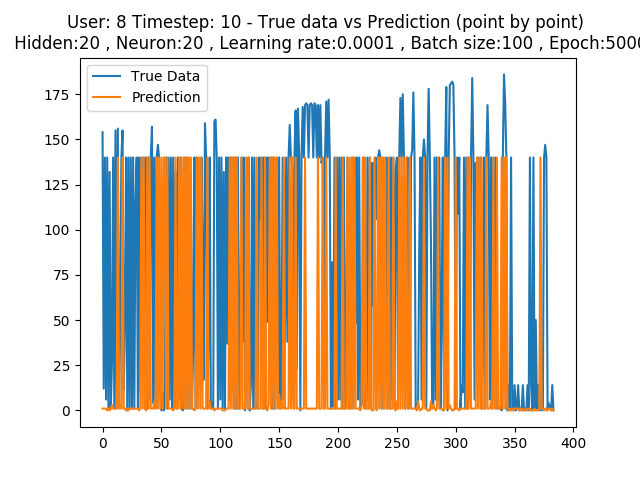 User: 8 Timestep: 10 - True data vs Prediction (point by point)
Hidden:20 , Neuron:20 , Learning rate:0.0001 , Batch size:100 , Epoch:5000
True Data
Prediction
175
150
125
100
75
50
25
0
0 50 100 150 200 250 300 350 400